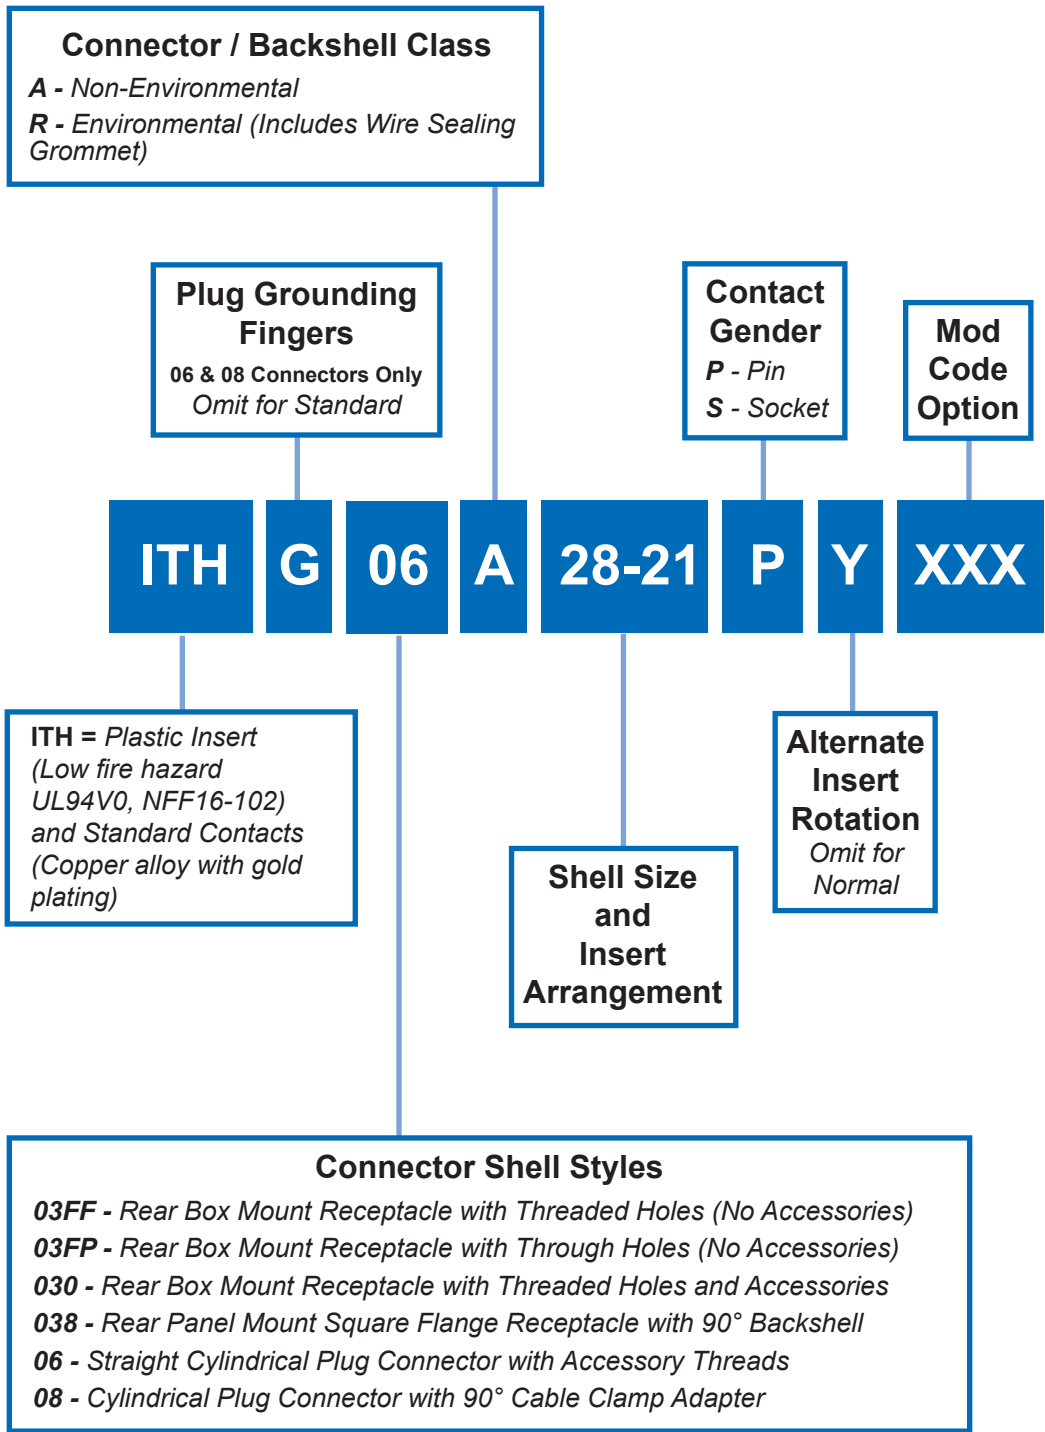 Connector / Backshell Class
A - Non-Environmental
R - Environmental (Includes Wire Sealing
Grommet)
Plug Grounding
Fingers
06 & 08 Connectors Only
Omit for Standard
Contact
Gender
P - Pin
S - Socket
Mod
Code
Option
ITH G 06 A 28-21 P Y XXX
ITH = Plastic Insert
(Low fire hazard
UL94V0, NFF16-102)
and Standard Contacts
(Copper alloy with gold
plating)
Shell Size
and
Insert
Arrangement
Alternate
Insert
Rotation
Omit for
Normal
Connector Shell Styles
03FF - Rear Box Mount Receptacle with Threaded Holes (No Accessories)
03FP - Rear Box Mount Receptacle with Through Holes (No Accessories)
030 - Rear Box Mount Receptacle with Threaded Holes and Accessories
038 - Rear Panel Mount Square Flange Receptacle with 90° Backshell
06 - Straight Cylindrical Plug Connector with Accessory Threads
08 - Cylindrical Plug Connector with 90° Cable Clamp Adapter